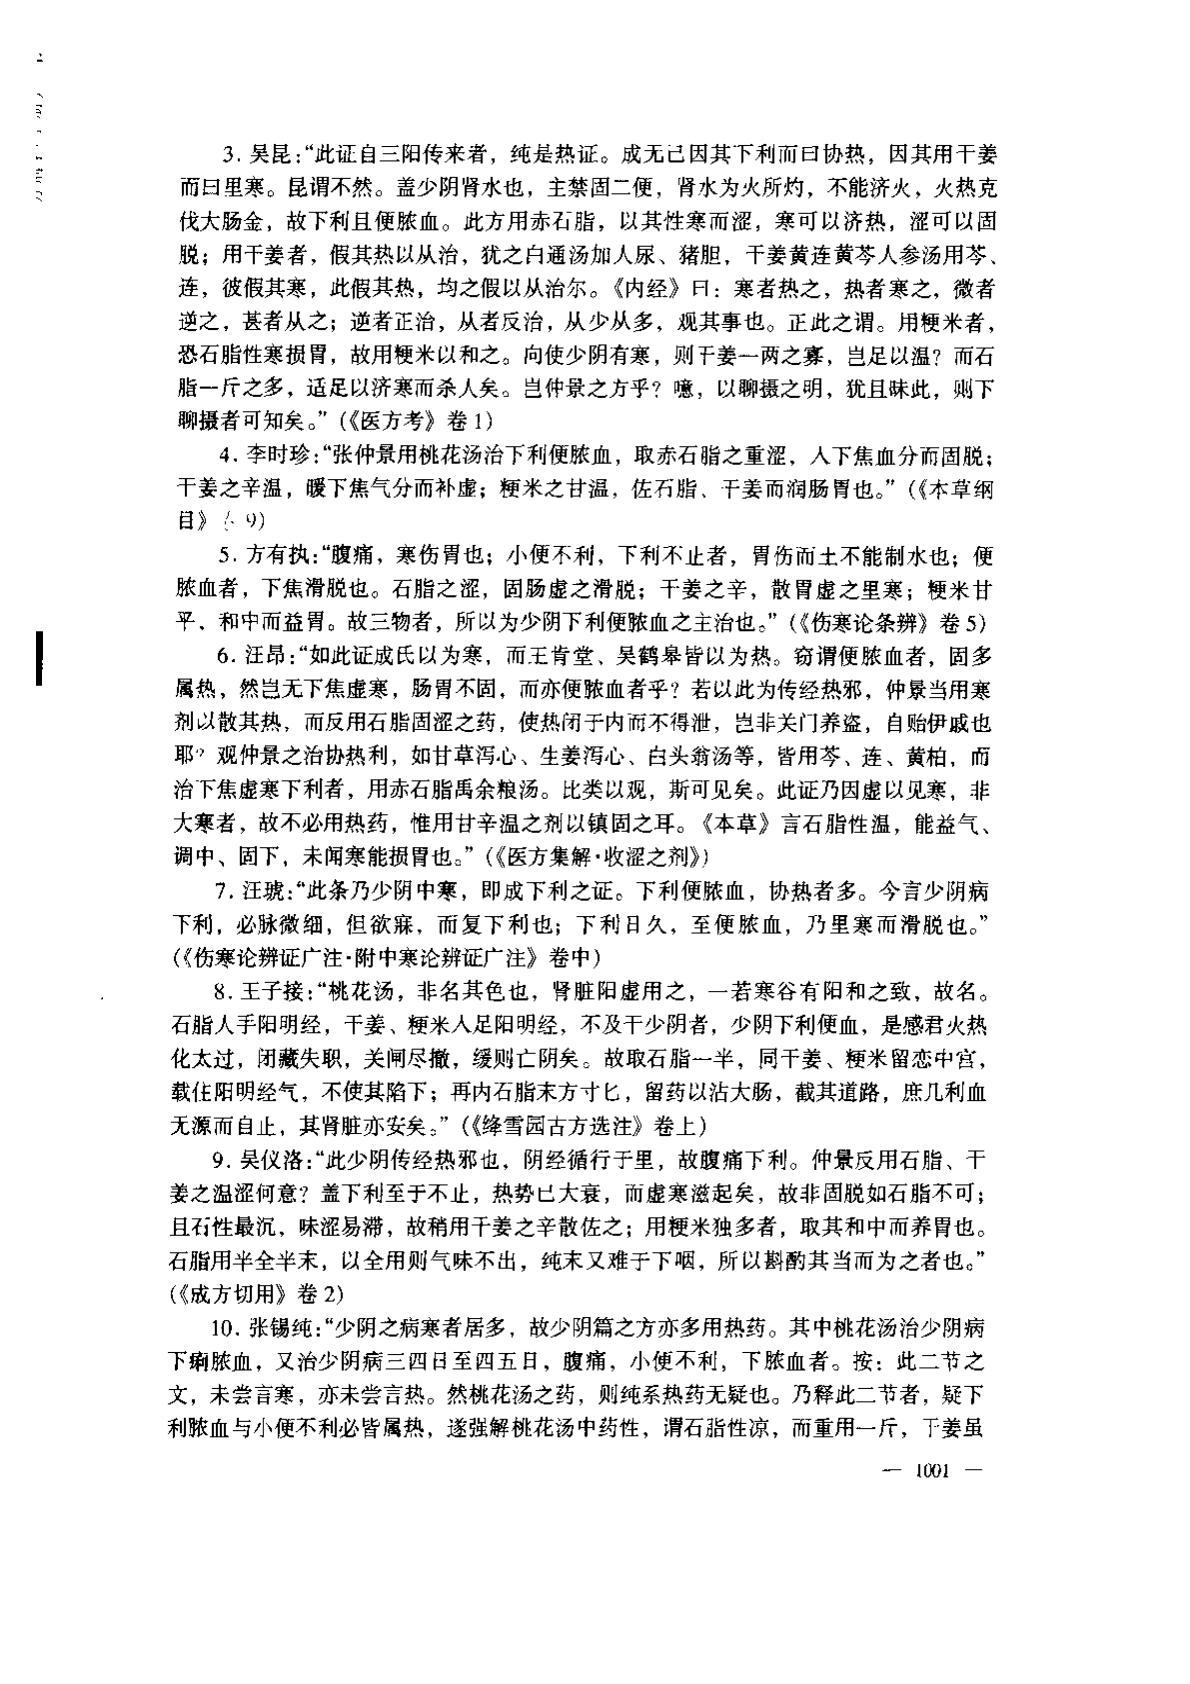 3. 吴昆:“此证自三阳传来者，纯是热证。成无己因其下利而曰协热，因其用干姜
而曰里寒。昆谓不然。盖少阴肾水也，主禁固二便，肾水为火所灼，不能济火，火热克
伐大肠金，故下利且便脓血。此方用赤石脂，以其性寒而涩，寒可以济热，涩可以固
脱；用干姜者，假其热以从治，犹之白通汤加人尿、猪胆，干姜黄连黄芩人参汤用芩、
连，彼假其寒，此假其热，均之假以从治尔。《内经》曰：寒者热之，热者寒之，微者
逆之，甚者从之；逆者正治，从者反治，从少从多，观其事也。正此之谓。用粳米者，
恐石脂性寒损胃，故用粳米以和之。向使少阴有寒，则干姜一两之寡，岂足以温？而石
脂一斤之多，适足以济寒而杀人矣。岂仲景之方乎？噫，以聊摄之明，犹且昧此，则下
聊摄者可知矣。”(《医方考》卷1)
4. 李时珍:“张仲景用桃花汤治下利便脓血，取赤石脂之重涩，入下焦血分而固脱；
干姜之辛温，暖下焦气分而补虚；粳米之甘温，佐石脂、干姜而润肠胃也。”(《本草纲
目》 9)
5. 方有执:“腹痛，寒伤胃也；小便不利，下利不止者，胃伤而土不能制水也；便
脓血者，下焦滑脱也。石脂之涩，固肠虚之滑脱；干姜之辛，散胃虚之里寒；粳米甘
平，和中而益胃。故三物者，所以为少阴下利便脓血之主治也。”(《伤寒论条辨》卷5)
6. 汪昂:“如此证成氏以为寒，而王肯堂、吴鹤皋皆以为热。窃谓便脓血者，固多
属热，然岂无下焦虚寒，肠胃不固，而亦便脓血者乎？若以此为传经热邪，仲景当用寒
剂以散其热，而反用石脂固涩之药，使热闭于内而不得泄，岂非关门养盗，自贻伊戚也
耶？观仲景之治协热利，如甘草泻心、生姜泻心、白头翁汤等，皆用芩、连、黄柏，而
治下焦虚寒下利者，用赤石脂禹余粮汤。比类以观，斯可见矣。此证乃因虚以见寒，非
大寒者，故不必用热药，惟用甘辛温之剂以镇固之耳。《本草》言石脂性温，能益气、
调中、固下，未闻寒能损胃也。”(《医方集解·收涩之剂》)
7. 汪琥:“此条乃少阴中寒，即成下利之证。下利便脓血，协热者多。今言少阴病
下利，必脉微细，但欲寐，而复下利也；下利日久，至便脓血，乃里寒而滑脱也。”
(《伤寒论辨证广注·附中寒论辨证广注》卷中)
8. 王子接:“桃花汤，非名其色也，肾脏阳虚用之，一若寒谷有阳和之致，故名。
石脂入手阳明经，干姜、粳米入足阳明经，不及于少阴者，少阴下利便血，是感君火热
化太过，闭藏失职，关闸尽撤，缓则亡阴矣。故取石脂一半，同干姜、粳米留恋中宫，
载住阳明经气，不使其陷下；再内石脂末方寸匕，留药以沾大肠，截其道路，庶几利血
无源而自止，其肾脏亦安矣。”(《绛雪园古方选注》卷上)
9. 吴仪洛:“此少阴传经热邪也，阴经循行于里，故腹痛下利。仲景反用石脂、干
姜之温涩何意？盖下利至于不止，热势已大衰，而虚寒滋起矣，故非固脱如石脂不可；
且石性最沉，味涩易滞，故稍用干姜之辛散佐之；用粳米独多者，取其和中而养胃也。
石脂用半全半末，以全用则气味不出，纯末又难于下咽，所以斟酌其当而为之者也。”
(《成方切用》卷2)
10. 张锡纯:“少阴之病寒者居多，故少阴篇之方亦多用热药。其中桃花汤治少阴病
下痢脓血，又治少阴病三四日至四五日，腹痛，小便不利，下脓血者。按：此二节之
文，未尝言寒，亦未尝言热。然桃花汤之药，则纯系热药无疑也。乃释此二节者，疑下
利脓血与小便不利必皆属热，遂强解桃花汤中药性，谓石脂性凉，而重用一斤，干姜虽
— 1001 —